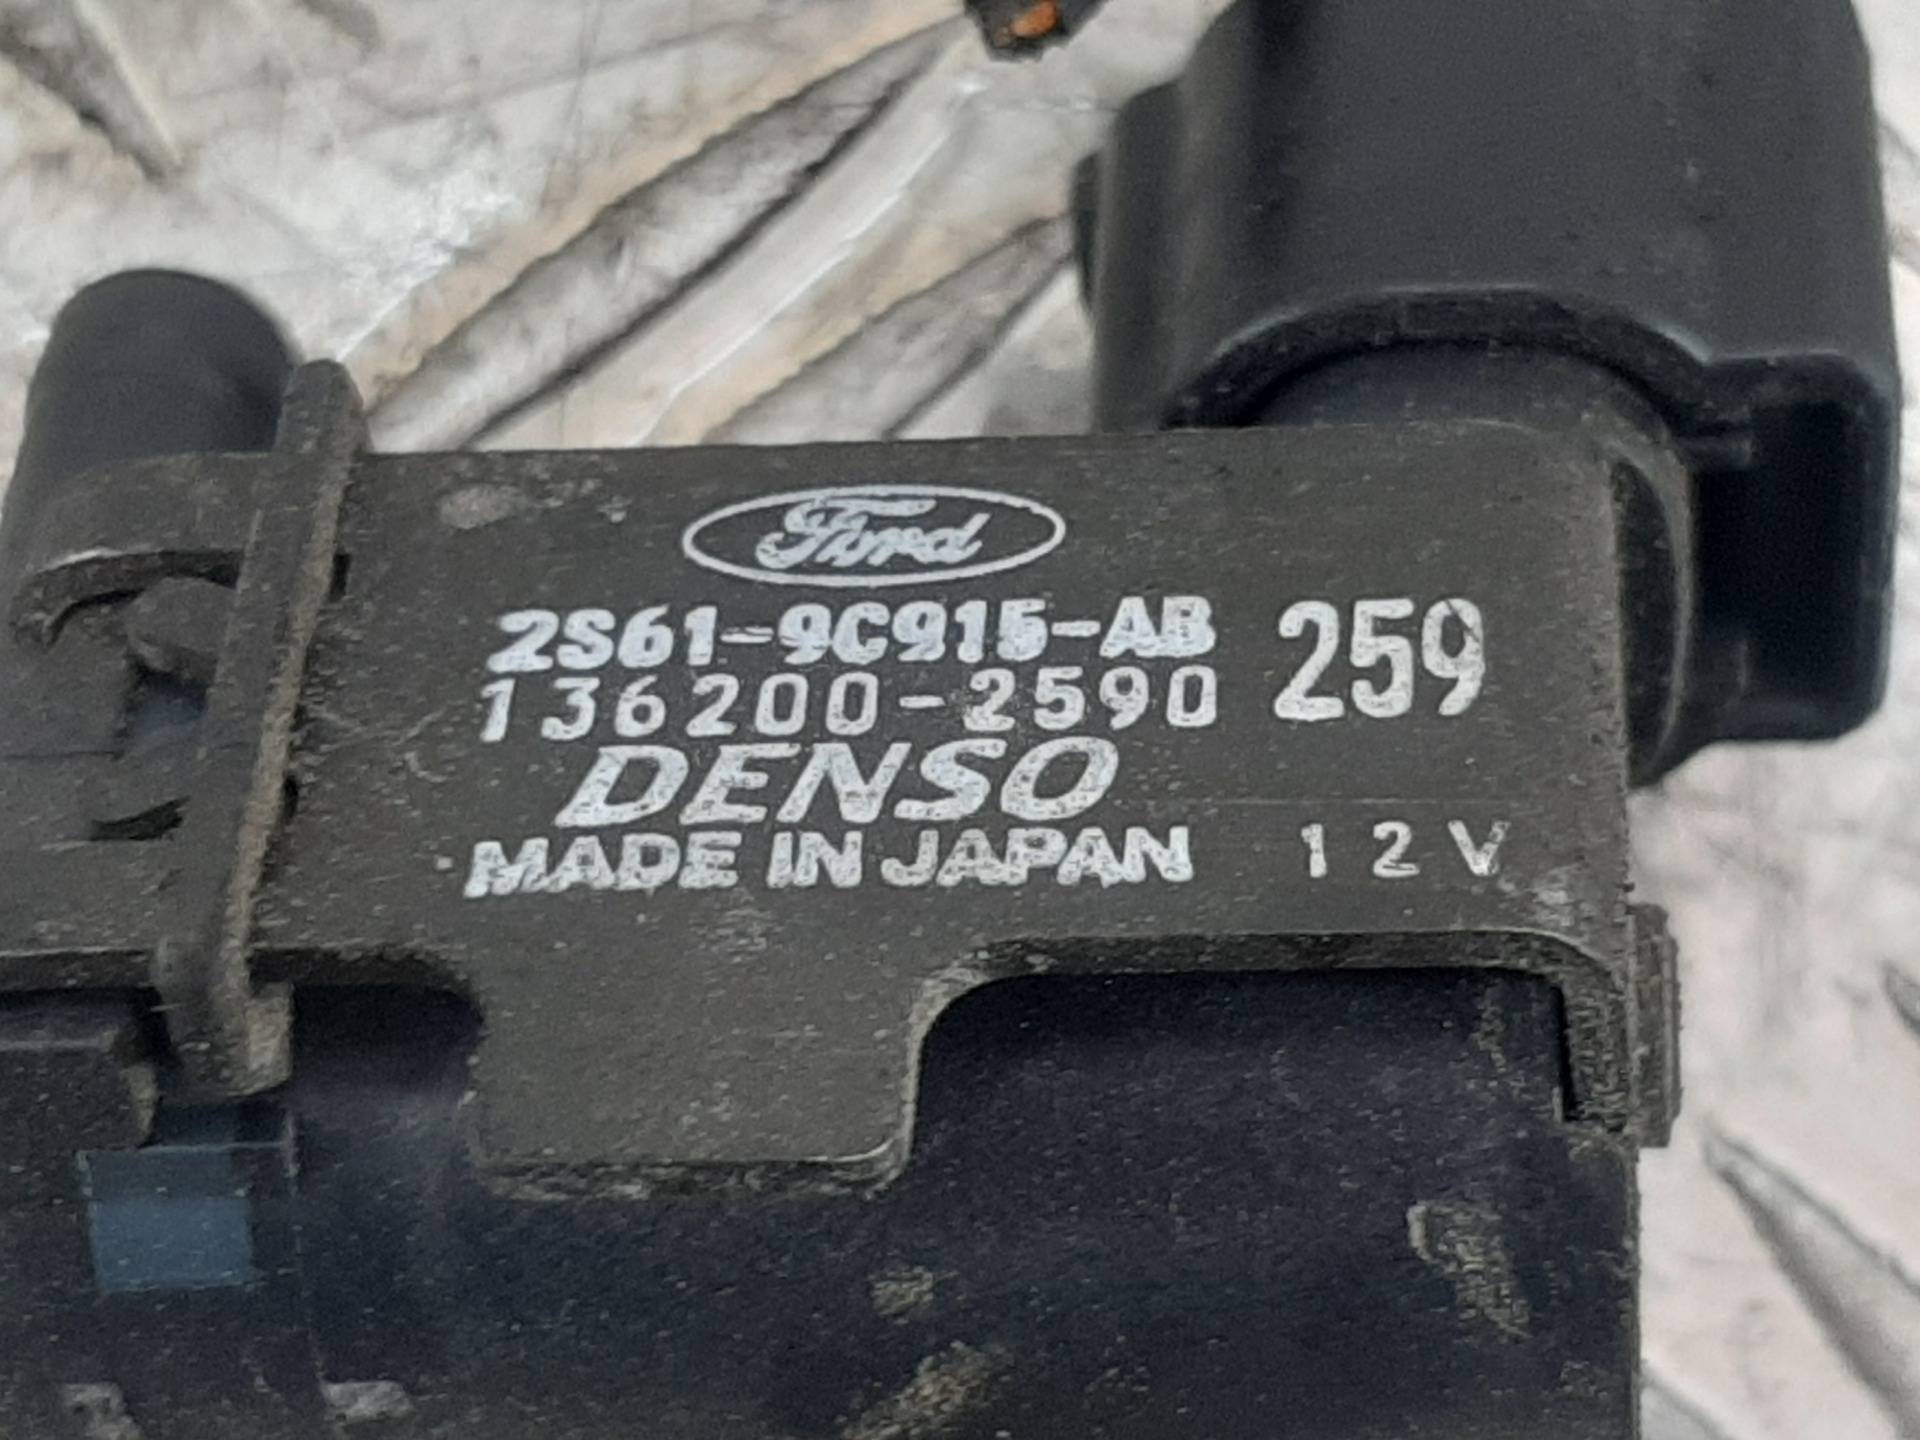 Ford
2S61-9C915-AB 259
136200-2590
DENSO
MADE IN JAPAN 12V